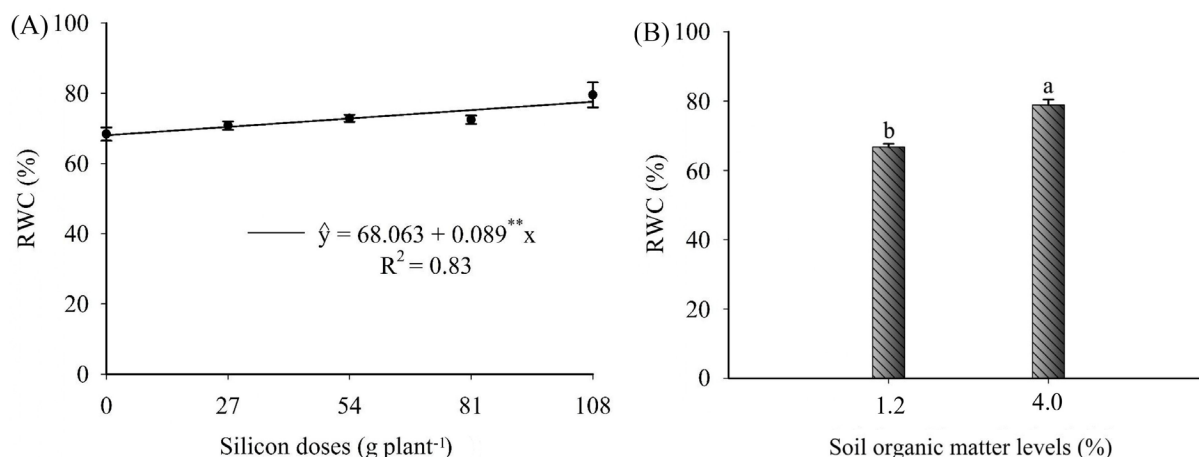 (A)
100
80
60
40
20
0
RWC (%)
ŷ = 68.063 + 0.089**x
R² = 0.83
0 27 54 81 108
Silicon doses (g plant⁻¹)
(B)
100
80
60
40
20
0
RWC (%)
b
a
1.2 4.0
Soil organic matter levels (%)